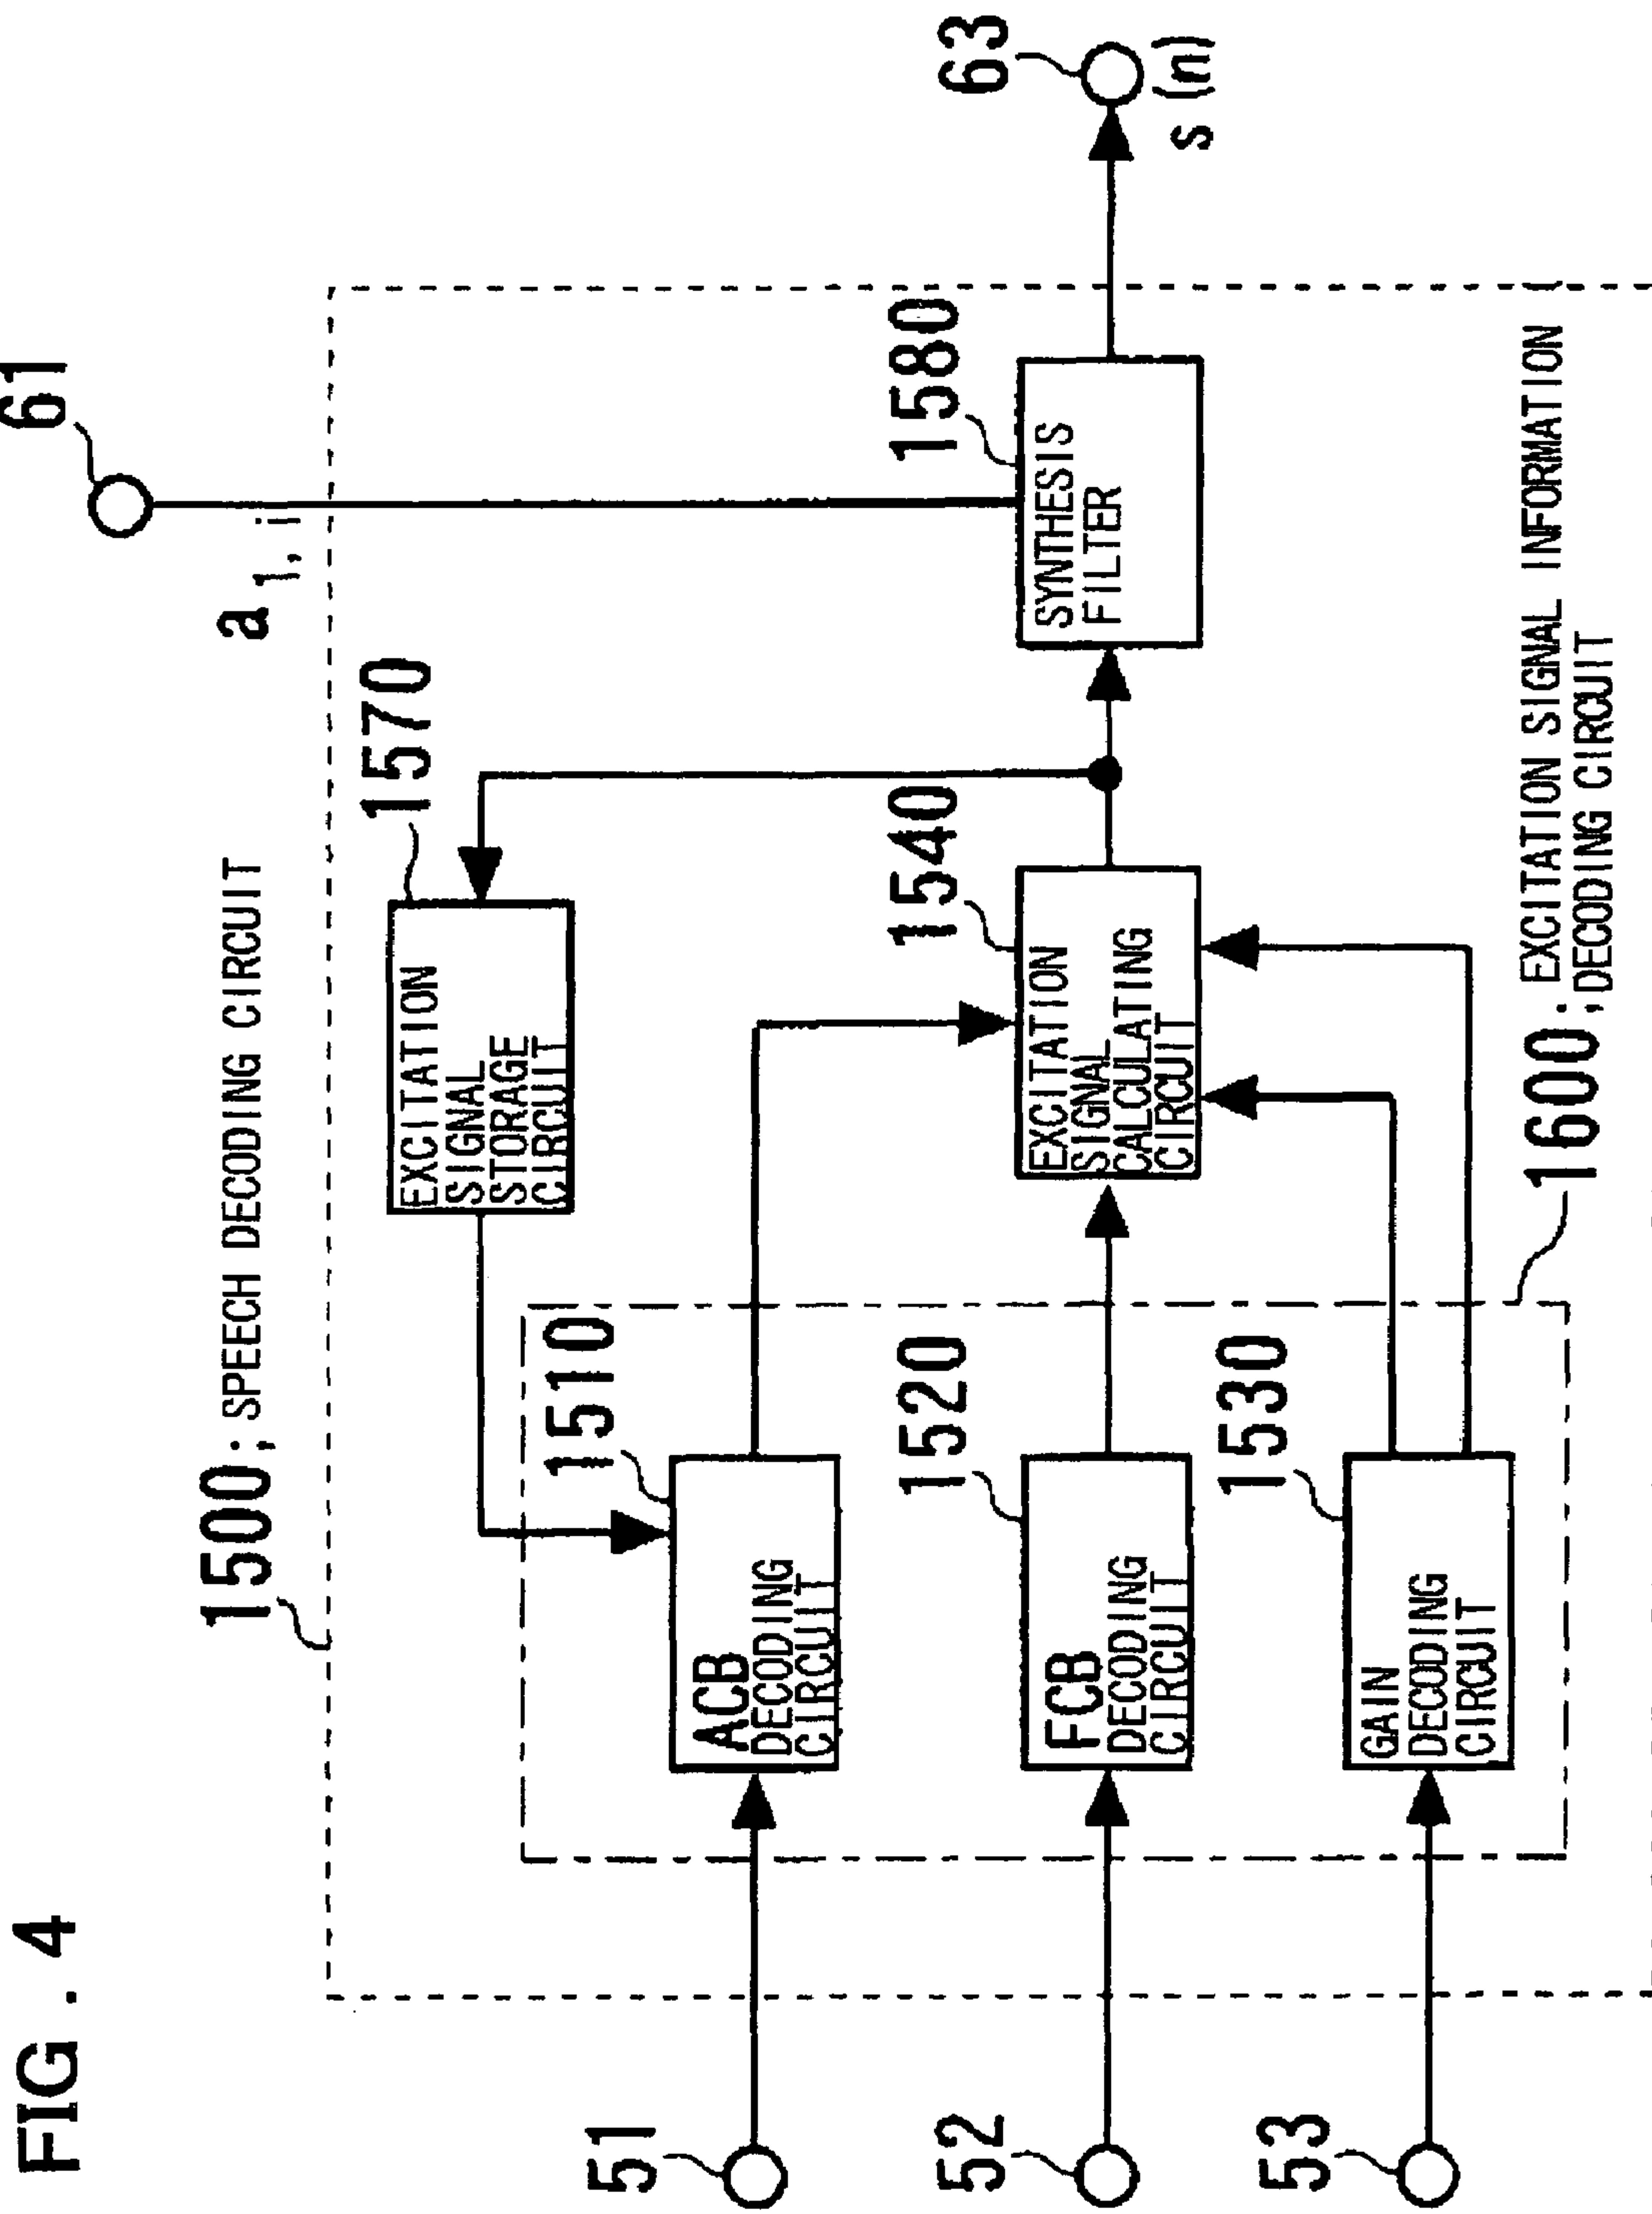 FIG. 4
1500; SPEECH DECODING CIRCUIT
61
a 1, i
1570
EXCITATION
SIGNAL
STORAGE
CIRCUIT
51
1510
ACB
DECODING
CIRCUIT
52
1520
FCB
DECODING
CIRCUIT
1540
EXCITATION
SIGNAL
CALCULATING
CIRCUIT
1580
SYNTHESIS
FILTER
63
s (n)
53
1530
GAIN
DECODING
CIRCUIT
1600; EXCITATION SIGNAL INFORMATION
DECODING CIRCUIT